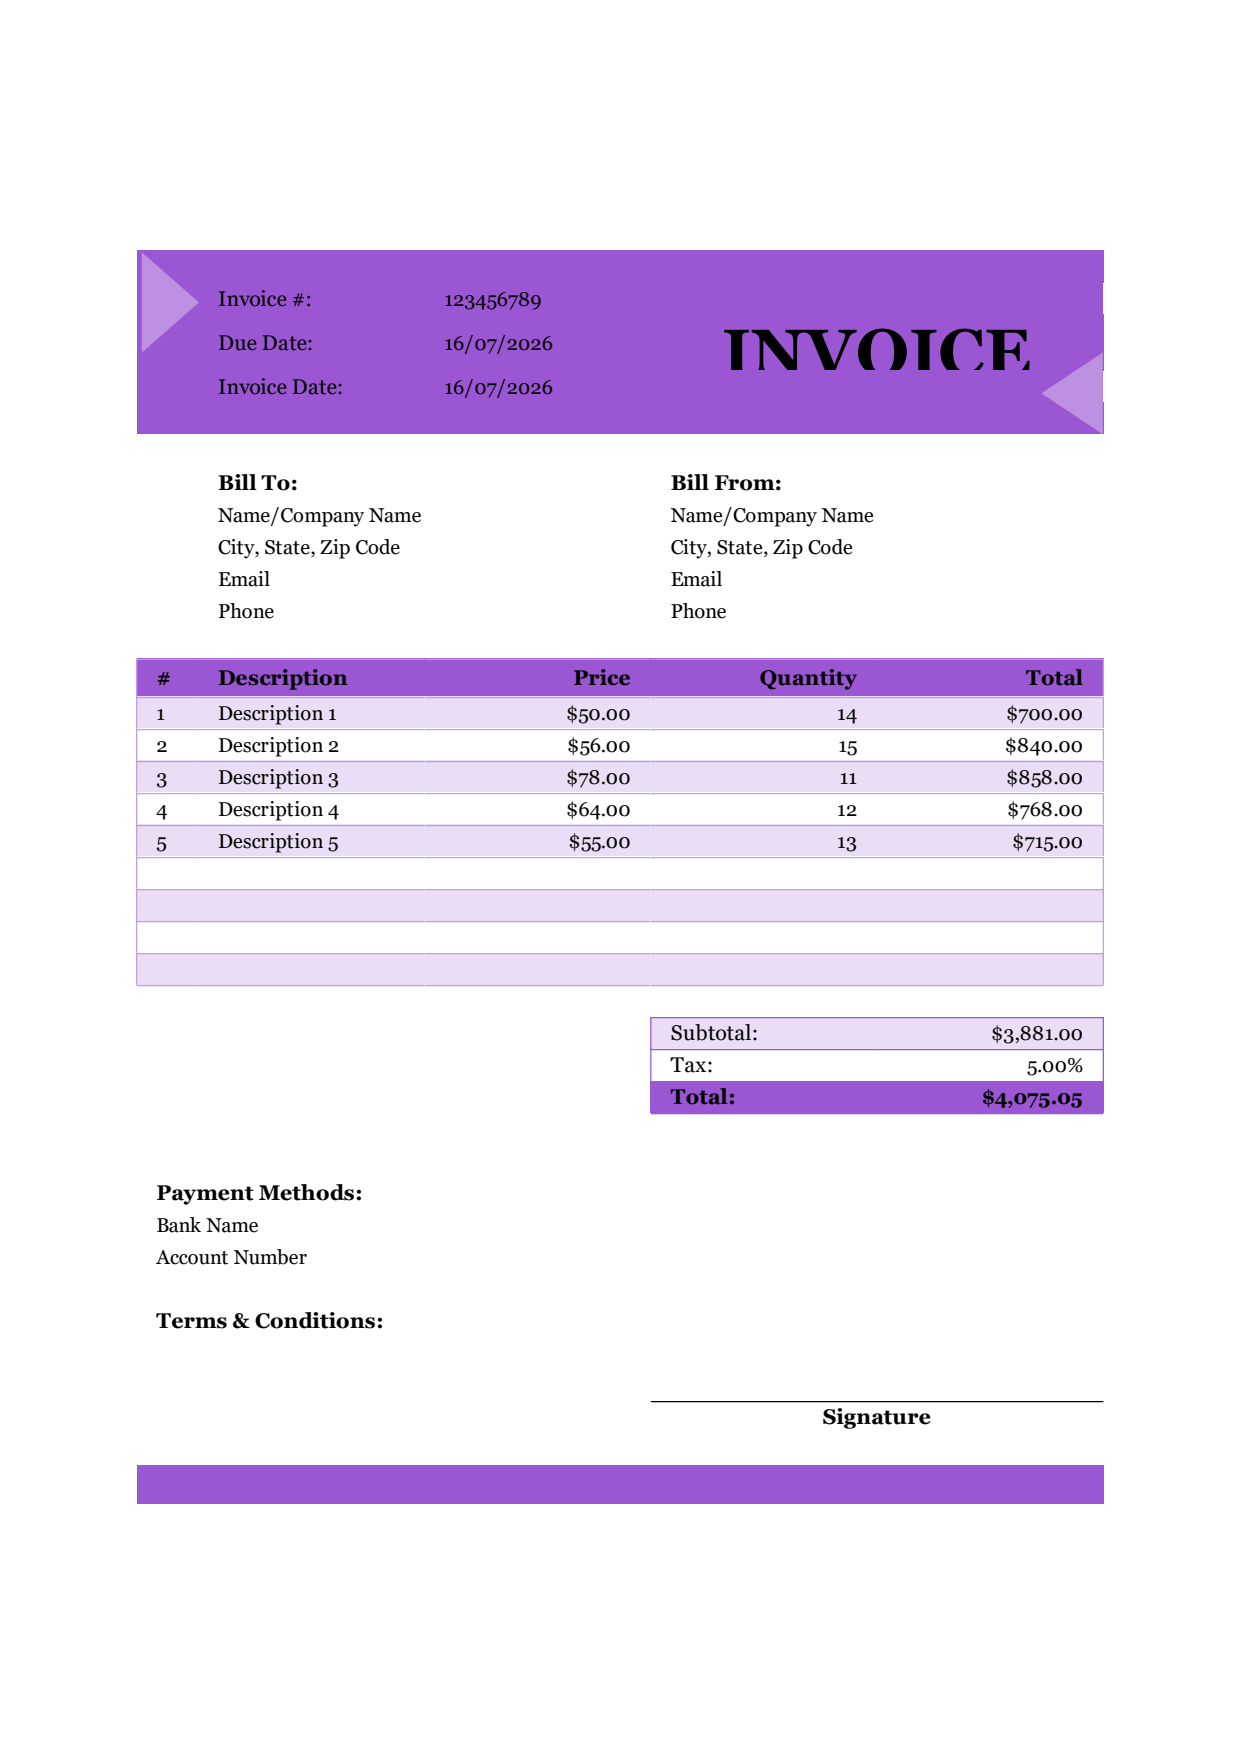 Invoice #: 123456789
Due Date: 16/07/2026
INVOICE
Invoice Date: 16/07/2026
Bill To: Bill From:
Name/Company Name Name/Company Name
City, State, Zip Code City, State, Zip Code
Email Email
Phone Phone
# Description Price Quantity Total
1 Description 1 $50.00 14 $700.00
2 Description 2 $56.00 15 $840.00
3 Description 3 $78.00 11 $858.00
4 Description 4 $64.00 12 $768.00
5 Description 5 $55.00 13 $715.00
Subtotal: $3,881.00
Tax: 5.00%
Total: $4,075.05
Payment Methods:
Bank Name
Account Number
Terms & Conditions:
Signature